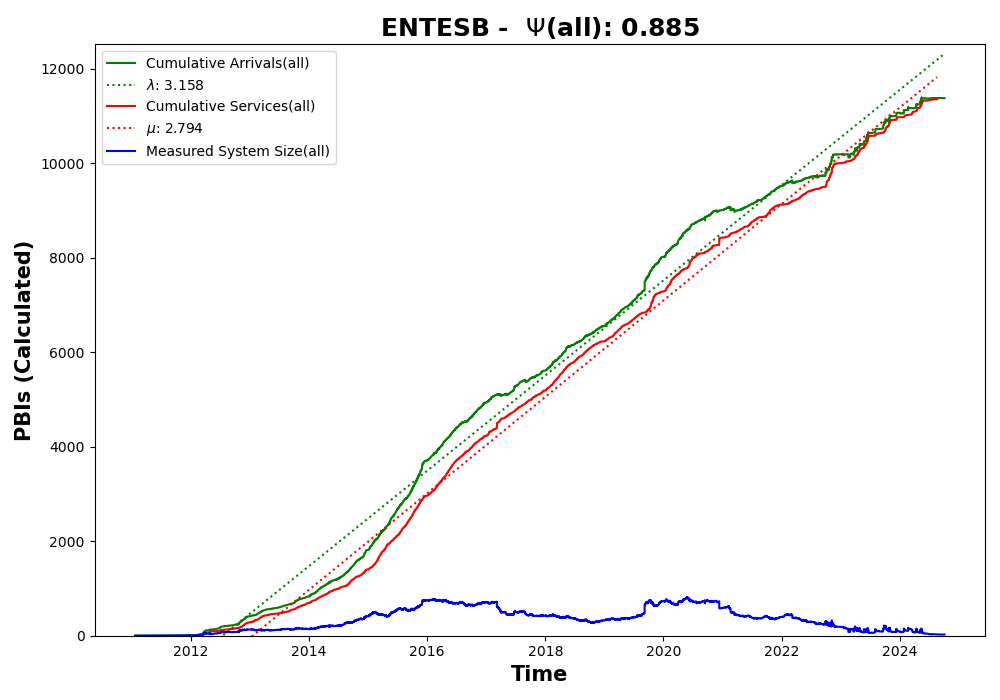 ENTESB - Ψ(all): 0.885
Cumulative Arrivals(all)
λ: 3.158
Cumulative Services(all)
μ: 2.794
Measured System Size(all)
PBIs (Calculated)
12000
10000
8000
6000
4000
2000
0
2012 2014 2016 2018 2020 2022 2024
Time